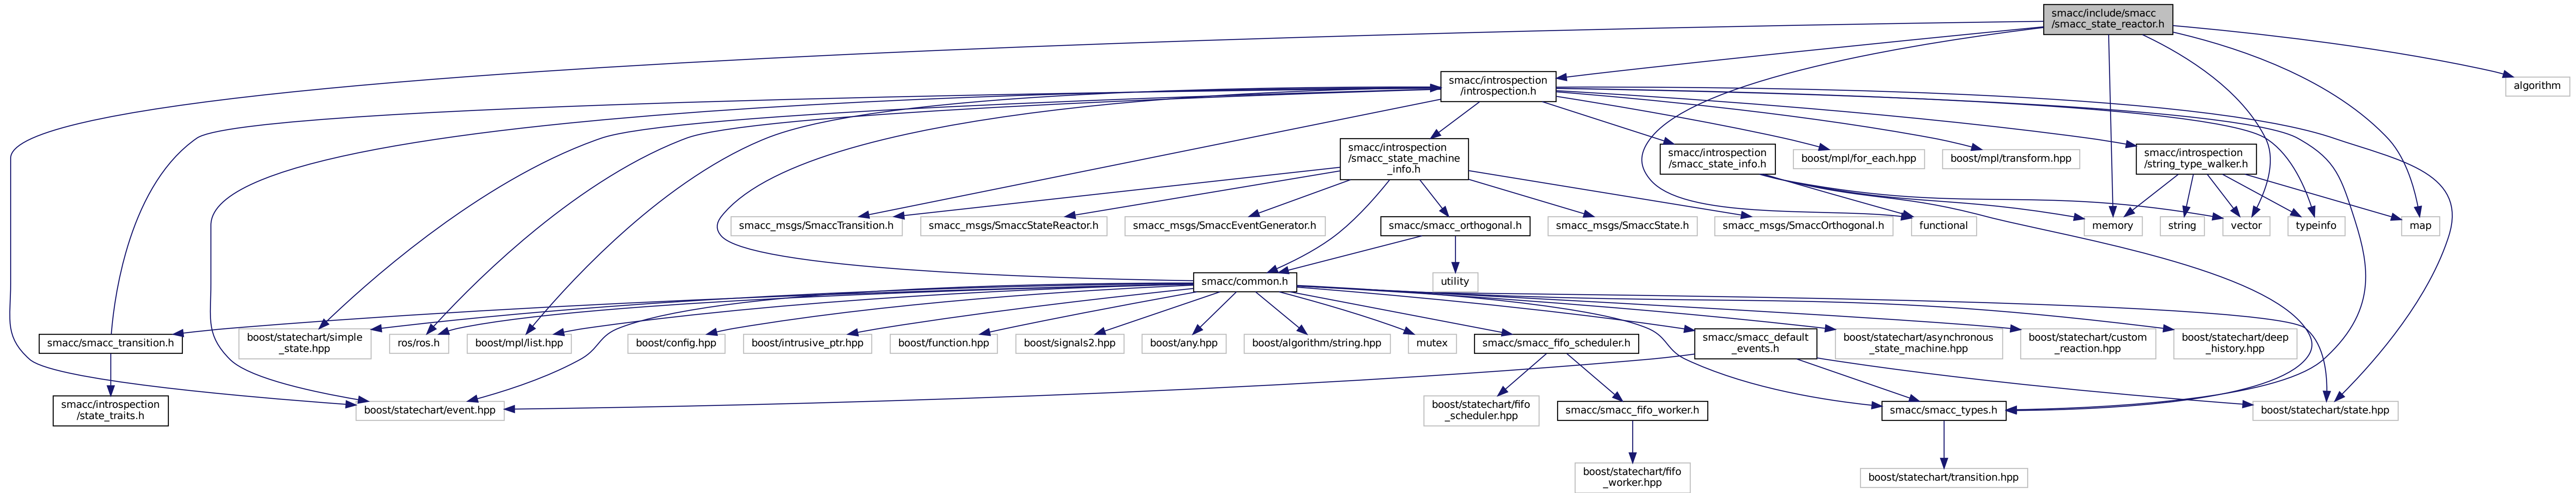 smacc/include/smacc
/smacc_state_reactor.h
smacc/introspection
/introspection.h
algorithm
smacc/introspection
/smacc_state_machine
_info.h
smacc/introspection
/smacc_state_info.h
boost/mpl/for_each.hpp
boost/mpl/transform.hpp
smacc/introspection
/string_type_walker.h
smacc_msgs/SmaccTransition.h
smacc_msgs/SmaccStateReactor.h
smacc_msgs/SmaccEventGenerator.h
smacc/smacc_orthogonal.h
smacc_msgs/SmaccState.h
smacc_msgs/SmaccOrthogonal.h
functional
memory
string
vector
typeinfo
map
smacc/common.h
utility
smacc/smacc_transition.h
boost/statechart/simple
_state.hpp
ros/ros.h
boost/mpl/list.hpp
boost/config.hpp
boost/intrusive_ptr.hpp
boost/function.hpp
boost/signals2.hpp
boost/any.hpp
boost/algorithm/string.hpp
mutex
smacc/smacc_fifo_scheduler.h
smacc/smacc_default
_events.h
boost/statechart/asynchronous
_state_machine.hpp
boost/statechart/custom
_reaction.hpp
boost/statechart/deep
_history.hpp
smacc/introspection
/state_traits.h
boost/statechart/event.hpp
boost/statechart/fifo
_scheduler.hpp
smacc/smacc_fifo_worker.h
smacc/smacc_types.h
boost/statechart/state.hpp
boost/statechart/fifo
_worker.hpp
boost/statechart/transition.hpp